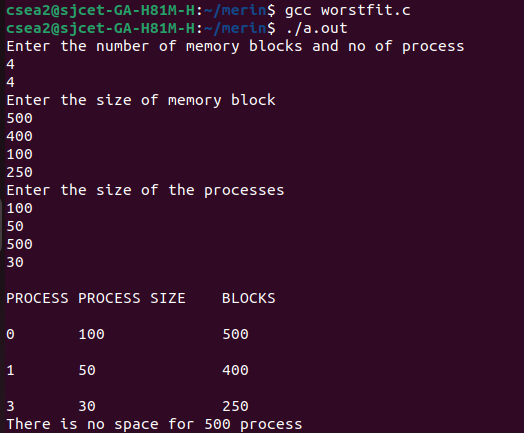 csea2@sjcet-GA-H81M-H:~/merin$ gcc worstfit.c
csea2@sjcet-GA-H81M-H:~/merin$ ./a.out
Enter the number of memory blocks and no of process
4
4
Enter the size of memory block
500
400
100
250
Enter the size of the processes
100
50
500
30
PROCESS PROCESS SIZE BLOCKS
0 100 500
1 50 400
3 30 250
There is no space for 500 process